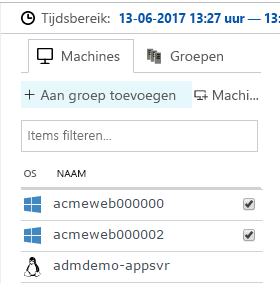 Tijdsbereik: 13-06-2017 13:27 uur — 13:
Machines Groepen
+ Aan groep toevoegen Machi...
Items filteren...
OS NAAM
acmeweb000000
acmeweb000002
admdemo-appsvr